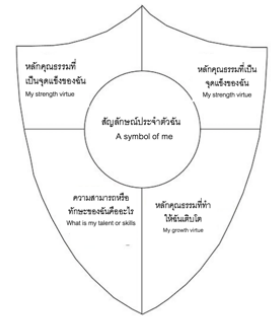 หลักคุณธรรมที่
เป็นจุดแข็งของฉัน
My strength virtue
หลักคุณธรรมที่เป็น
จุดแข็งของฉัน
My strength virtue
สัญลักษณ์ประจำตัวฉัน
A symbol of me
ความสามารถหรือ
ทักษะของฉันคืออะไร
What is my talent or skills
หลักคุณธรรมที่ทำ
ให้ฉันเติบโต
My growth virtue